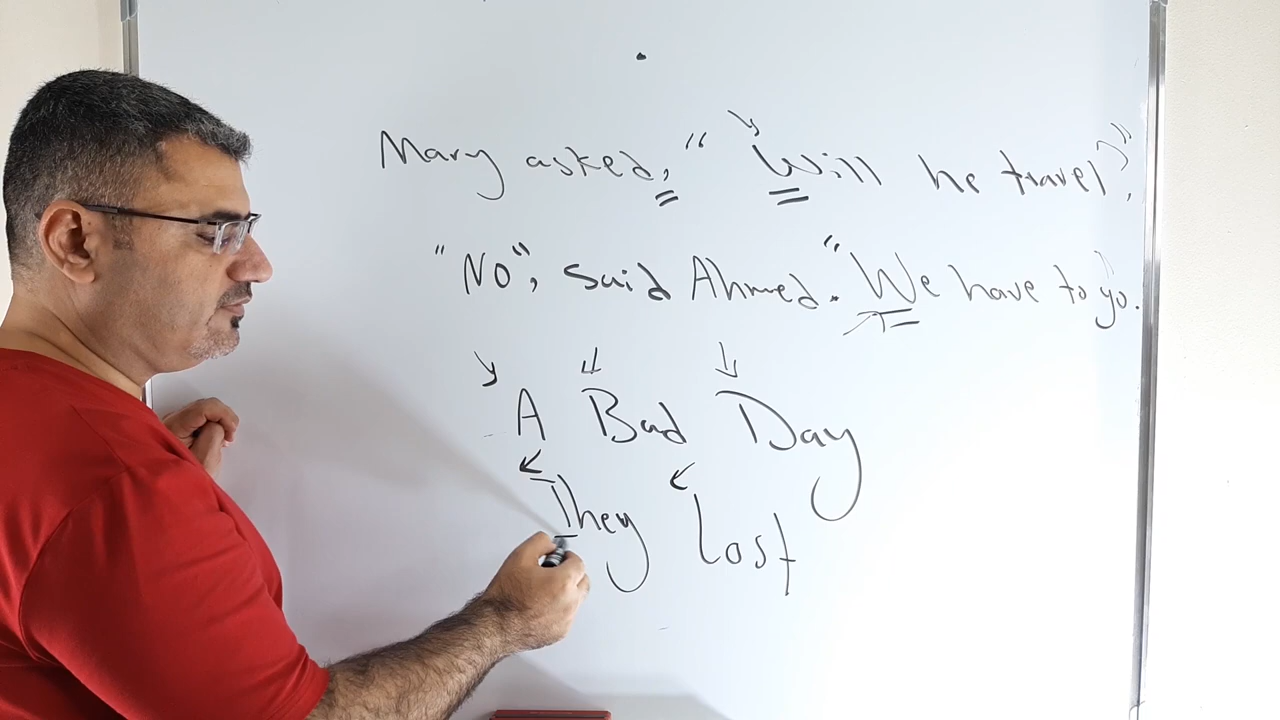 Mary asked, “ Will he travel?”.
“No”, said Ahmed. “We have to go”.
A Bad Day
They Lost